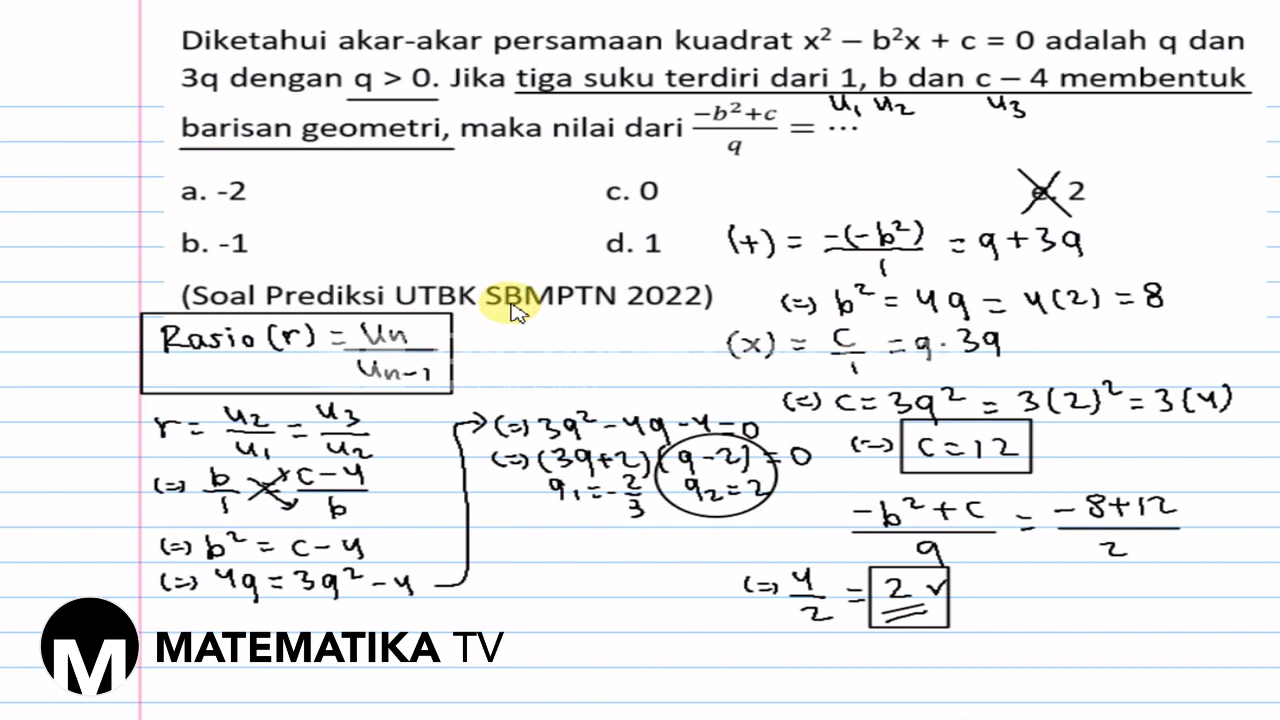 Diketahui akar-akar persamaan kuadrat x² − b²x + c = 0 adalah q dan
3q dengan q > 0. Jika tiga suku terdiri dari 1, b dan c − 4 membentuk
u₁ u₂ u₃
barisan geometri, maka nilai dari (−b²+c)/q = ⋯
a. -2
c. 0
e. 2
b. -1
d. 1
(Soal Prediksi UTBK SBMPTN 2022)
Rasio (r) = Un/Un−1
r = u₂/u₁ = u₃/u₂
(=) b/1 = (c−4)/b
(=) b² = c−4
(=) 4q = 3q² − 4
(=) 3q² − 4q − 4 = 0
(=) (3q+2)(q−2) = 0
q₁ = −2/3 q₂ = 2
(+) = −(−b²)/1 = q + 3q
(=) b² = 4q = 4(2) = 8
(x) = c/1 = q . 3q
(=) c = 3q² = 3(2)² = 3(4)
(=) c = 12
(−b² + c)/q = (−8+12)/2
(=) 4/2 = 2 ✓
M MATEMATIKA TV